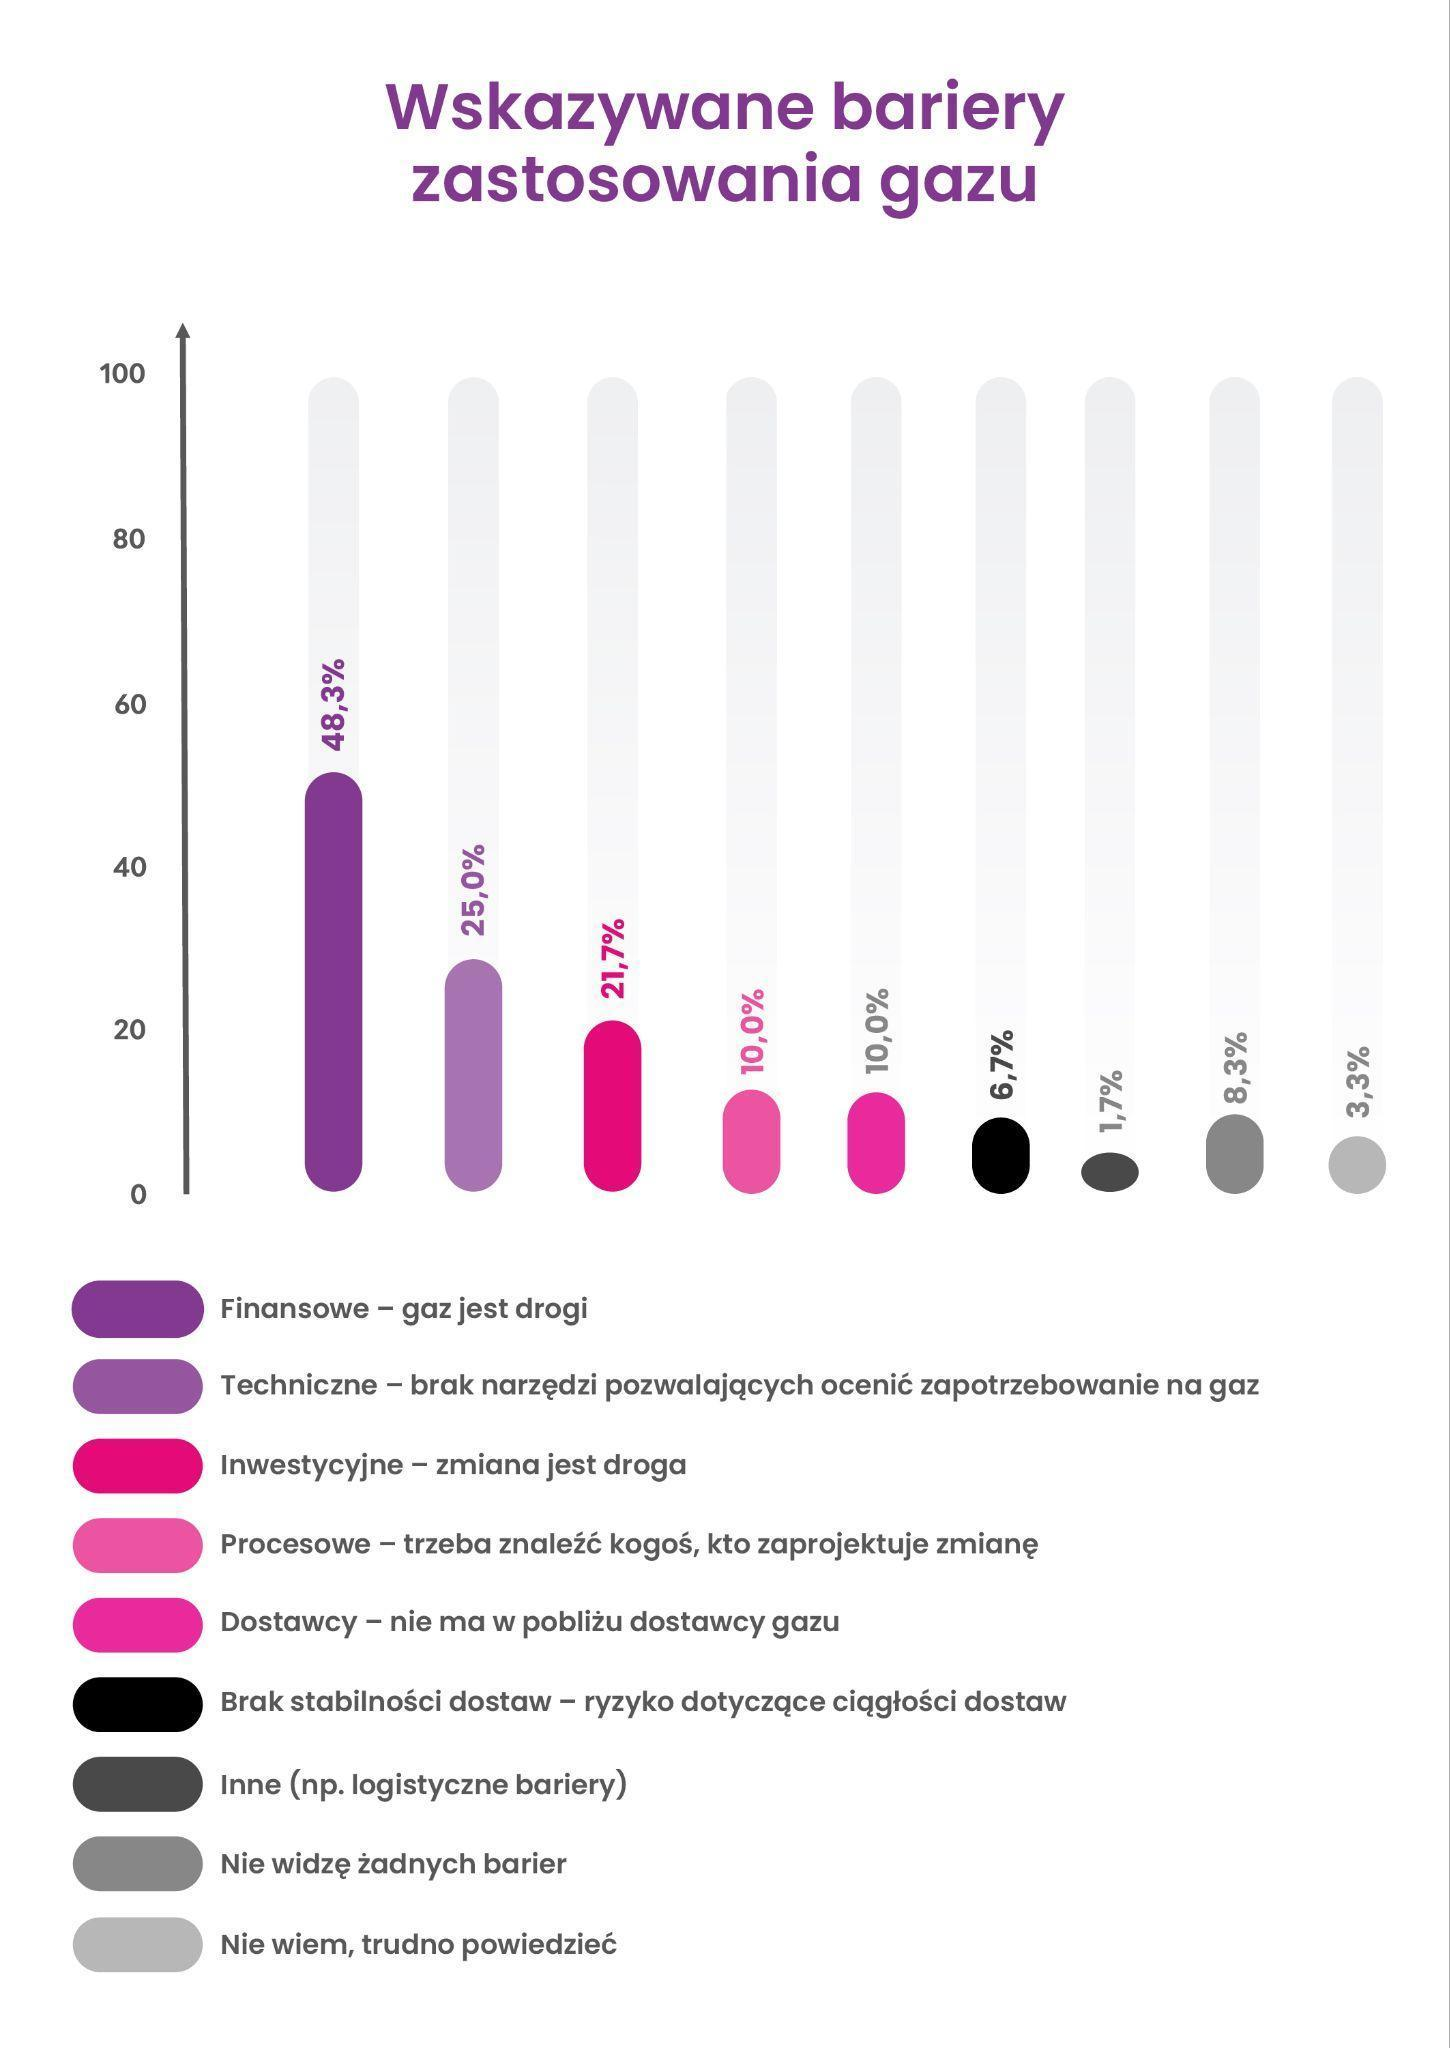 Wskazywane bariery
zastosowania gazu
100
80
60
40
20
0
48,3%
25,0%
21,7%
10,0%
10,0%
6,7%
1,7%
8,3%
3,3%
Finansowe – gaz jest drogi
Techniczne – brak narzędzi pozwalających ocenić zapotrzebowanie na gaz
Inwestycyjne – zmiana jest droga
Procesowe – trzeba znaleźć kogoś, kto zaprojektuje zmianę
Dostawcy – nie ma w pobliżu dostawcy gazu
Brak stabilności dostaw – ryzyko dotyczące ciągłości dostaw
Inne (np. logistyczne bariery)
Nie widzę żadnych barier
Nie wiem, trudno powiedzieć